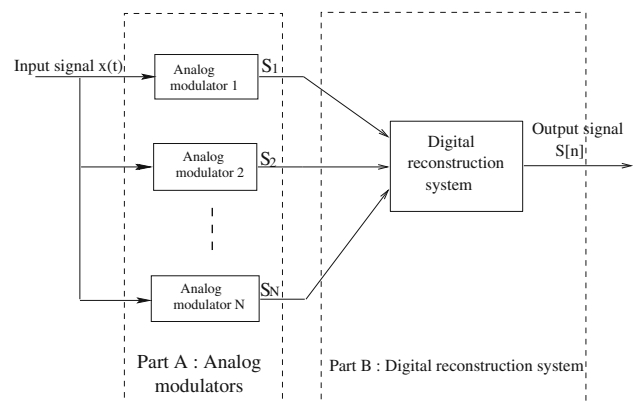 Input signal x(t)
Analog
modulator 1
S1
Analog
modulator 2
S2
Analog
modulator N
SN
Digital
reconstruction
system
Output signal
S[n]
Part A : Analog
modulators
Part B : Digital reconstruction system